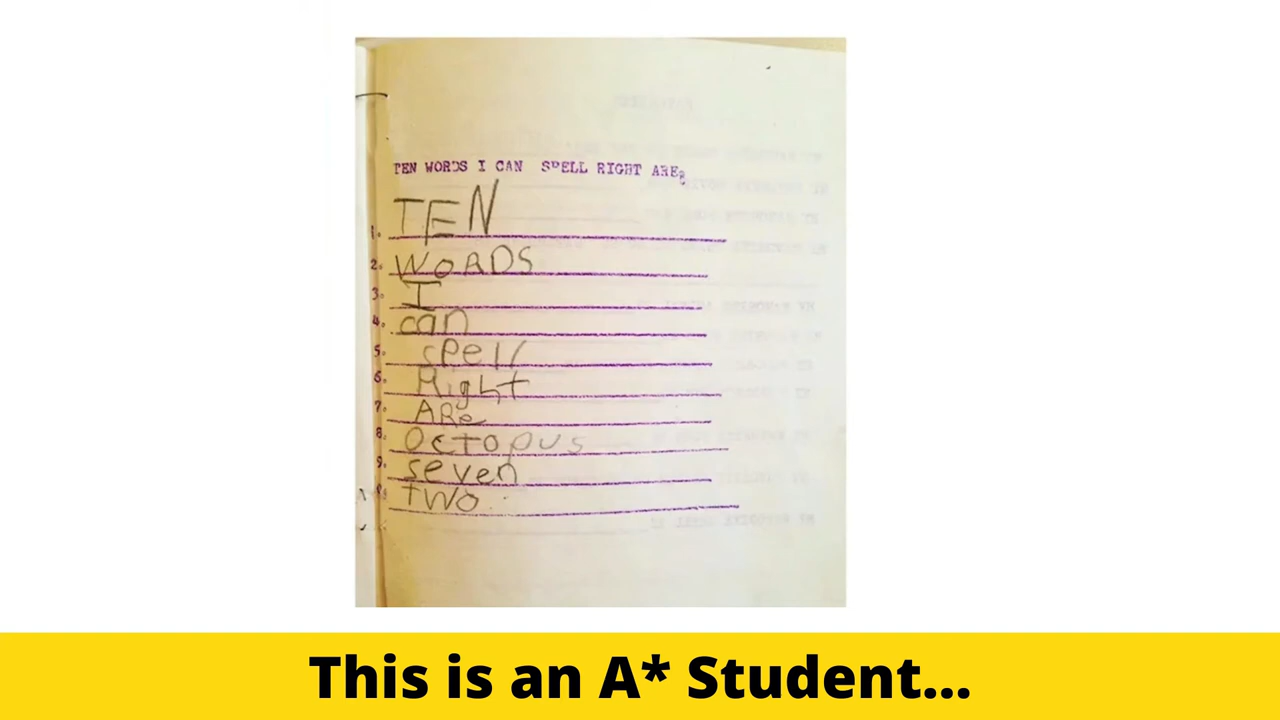 TEN WORDS I CAN SPELL RIGHT ARE:
1. TEN
2. WORDS
3. I
4. can
5. spell
6. Right
7. ARe
8. OCTOPUS
9. seven
two
This is an A* Student...